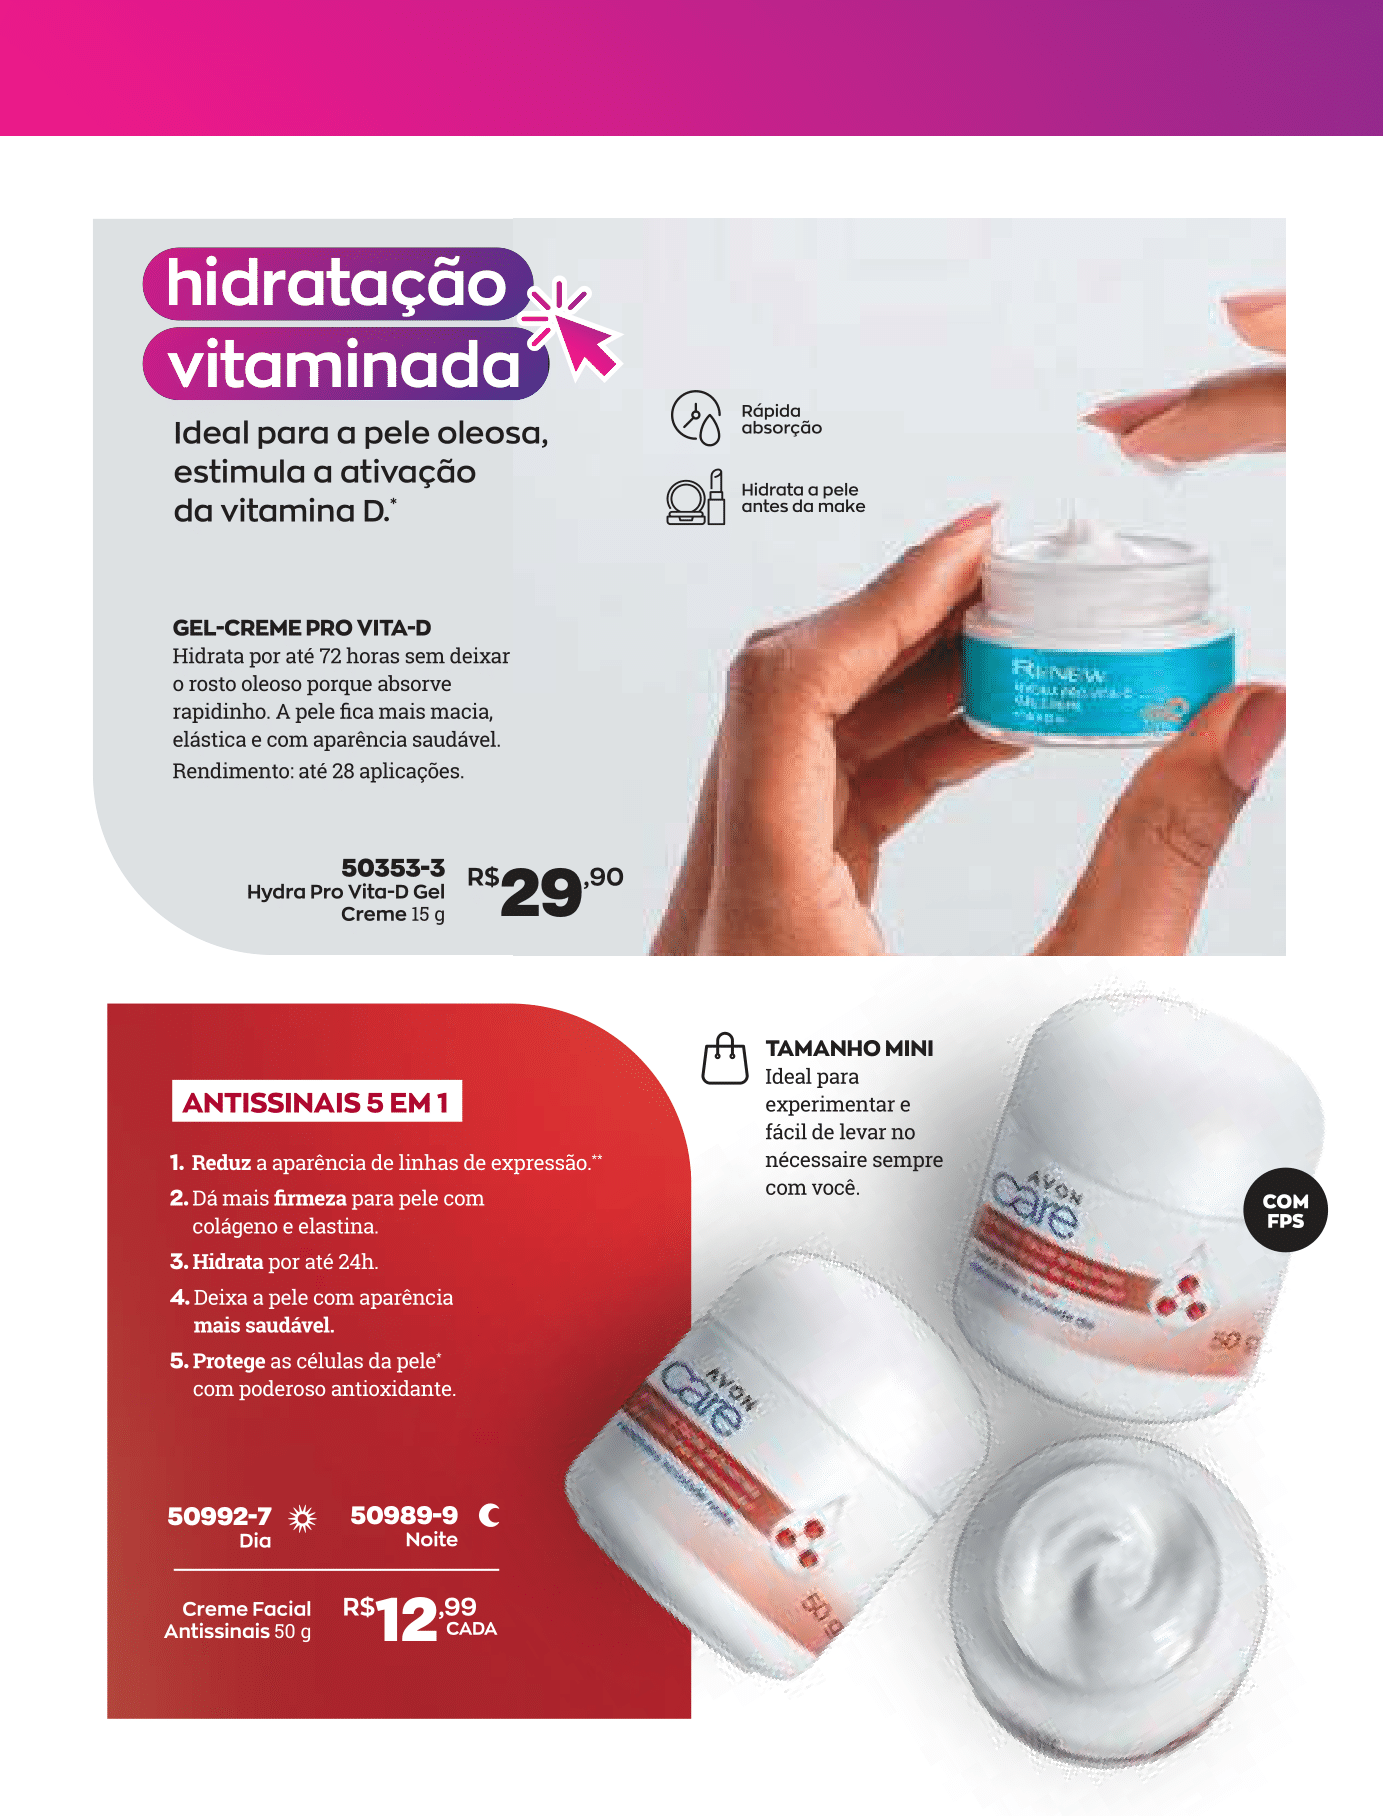 hidratação
vitaminada
Ideal para a pele oleosa,
estimula a ativação
da vitamina D.*
Rápida
absorção
Hidrata a pele
antes da make
GEL-CREME PRO VITA-D
Hidrata por até 72 horas sem deixar
o rosto oleoso porque absorve
rapidinho. A pele fica mais macia,
elástica e com aparência saudável.
Rendimento: até 28 aplicações.
RENEW
50353-3
Hydra Pro Vita-D Gel
Creme 15 g
R$29,90
ANTISSINAIS 5 EM 1
1. Reduz a aparência de linhas de expressão.**
2. Dá mais firmeza para pele com
colágeno e elastina.
3. Hidrata por até 24h.
4. Deixa a pele com aparência
mais saudável.
5. Protege as células da pele*
com poderoso antioxidante.
50992-7
Dia
50989-9
Noite
Creme Facial
Antissinais 50 g
R$12,99
CADA
TAMANHO MINI
Ideal para
experimentar e
fácil de levar no
nécessaire sempre
com você.
AVON
care
50 g
COM
FPS
AVON
care
50 g